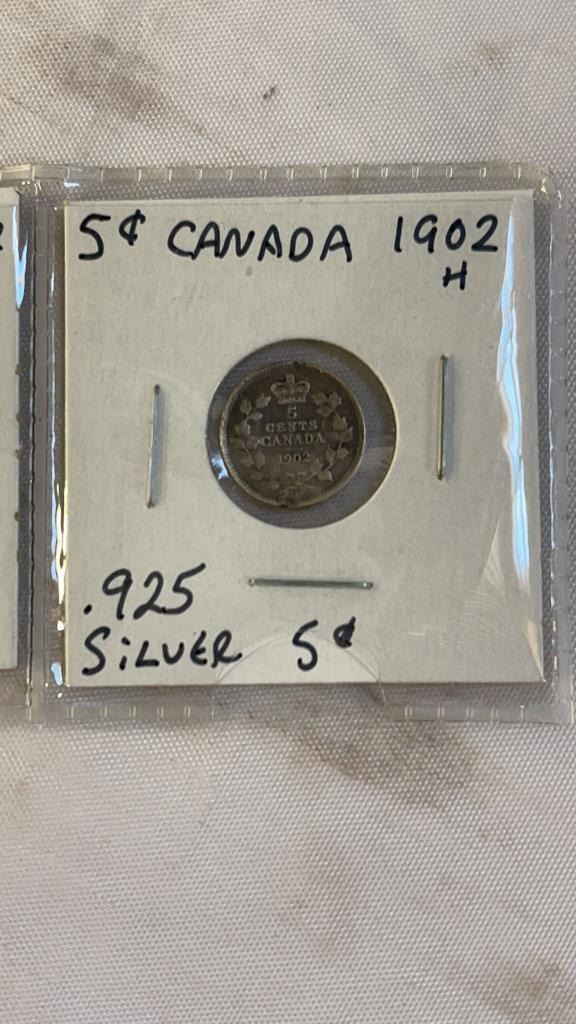 5¢ CANADA 1902
H
5
CENTS
CANADA
1902
.925
SILVER 5¢